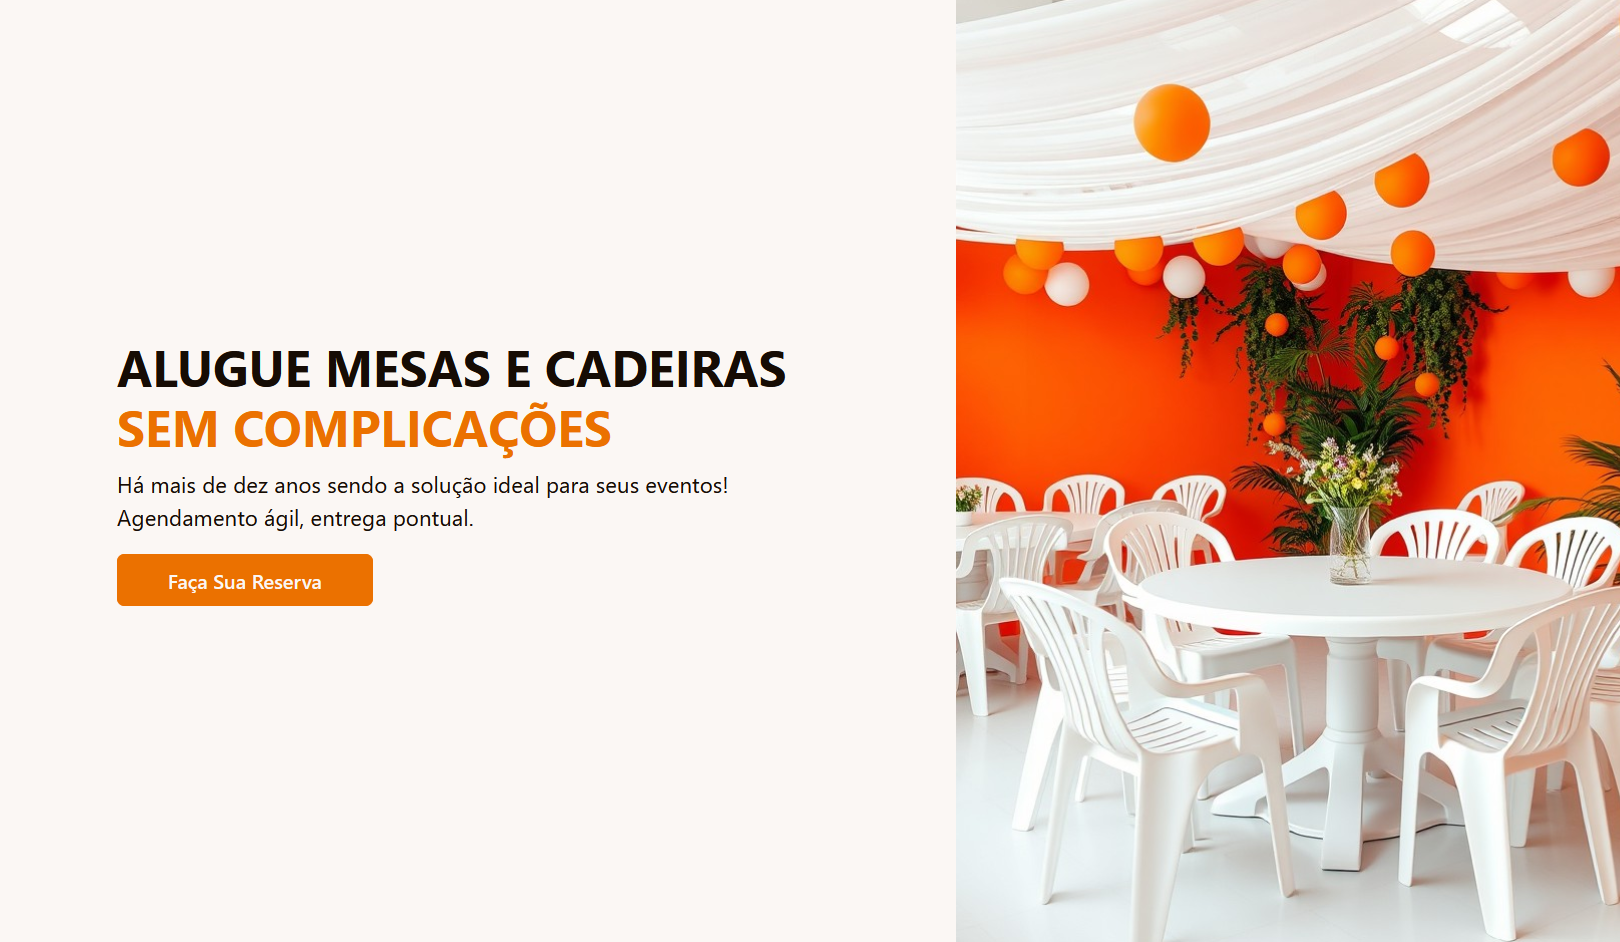 ALUGUE MESAS E CADEIRAS
SEM COMPLICAÇÕES
Há mais de dez anos sendo a solução ideal para seus eventos!
Agendamento ágil, entrega pontual.
Faça Sua Reserva